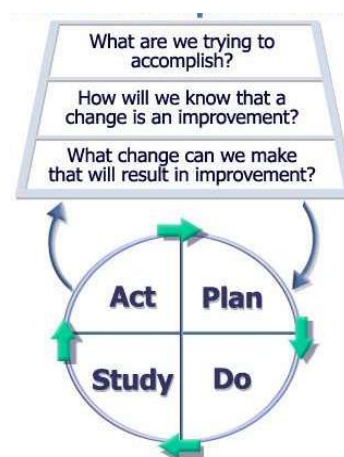 What are we trying to
accomplish?
How will we know that a
change is an improvement?
What change can we make
that will result in improvement?
Act Plan
Study Do